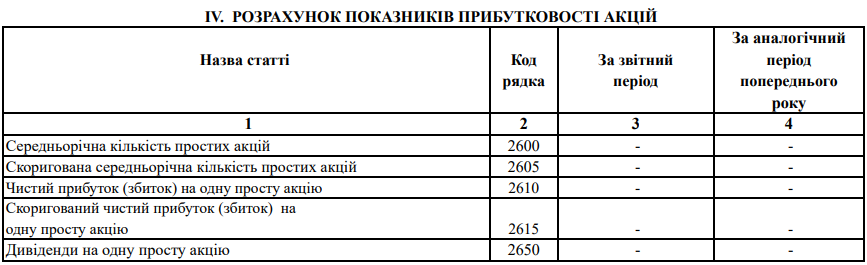 IV. РОЗРАХУНОК ПОКАЗНИКІВ ПРИБУТКОВОСТІ АКЦІЙ
Назва статті Код рядка За звітний період За аналогічний період попереднього року
1 2 3 4
Середньорічна кількість простих акцій 2600 - -
Скоригована середньорічна кількість простих акцій 2605 - -
Чистий прибуток (збиток) на одну просту акцію 2610 - -
Скоригований чистий прибуток (збиток) на
одну просту акцію 2615 - -
Дивіденди на одну просту акцію 2650 - -